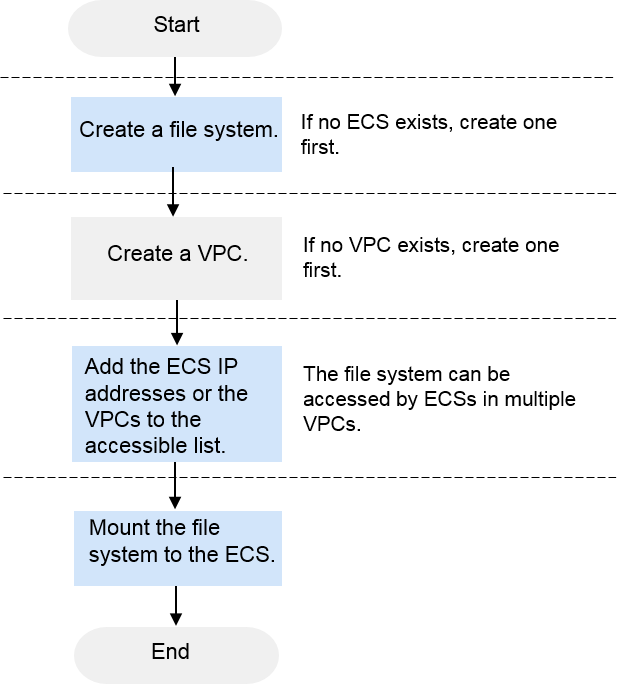 Start
Create a file system.
If no ECS exists, create one
first.
Create a VPC.
If no VPC exists, create one
first.
Add the ECS IP
addresses or the
VPCs to the
accessible list.
The file system can be
accessed by ECSs in multiple
VPCs.
Mount the file
system to the ECS.
End